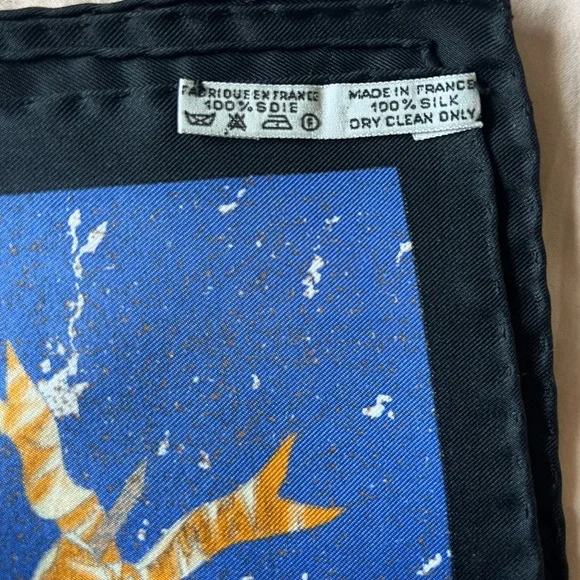 FABRIQUE EN FRANCE
100% SOIE
MADE IN FRANCE
100% SILK
DRY CLEAN ONLY